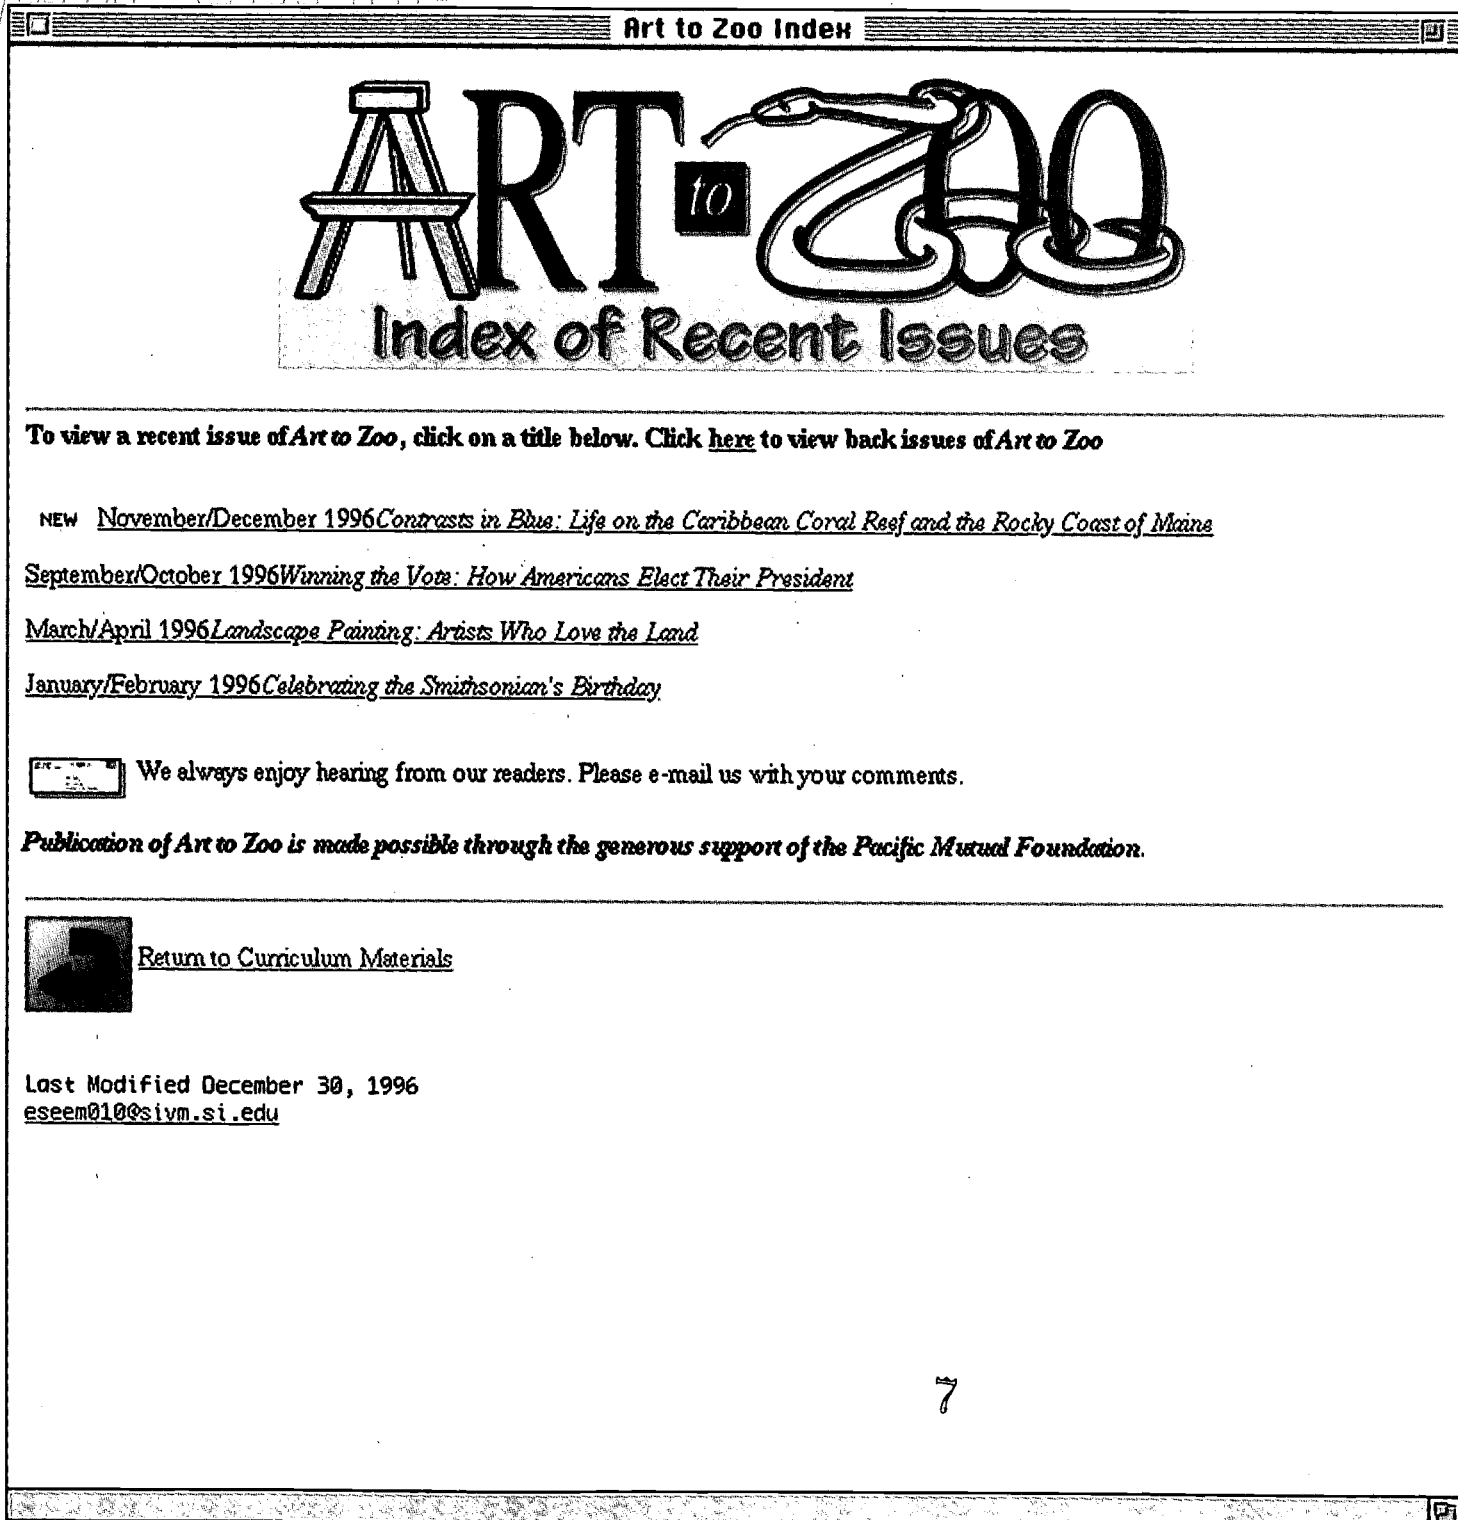 Art to Zoo Index
ART to ZOO
Index of Recent Issues
To view a recent issue of Art to Zoo, click on a title below. Click here to view back issues of Art to Zoo
NEW November/December 1996 Contrasts in Blue: Life on the Caribbean Coral Reef and the Rocky Coast of Maine
September/October 1996 Winning the Vote: How Americans Elect Their President
March/April 1996 Landscape Painting: Artists Who Love the Land
January/February 1996 Celebrating the Smithsonian's Birthday
We always enjoy hearing from our readers. Please e-mail us with your comments.
Publication of Art to Zoo is made possible through the generous support of the Pacific Mutual Foundation.
Return to Curriculum Materials
Last Modified December 30, 1996
eseem010@sivm.si.edu
7